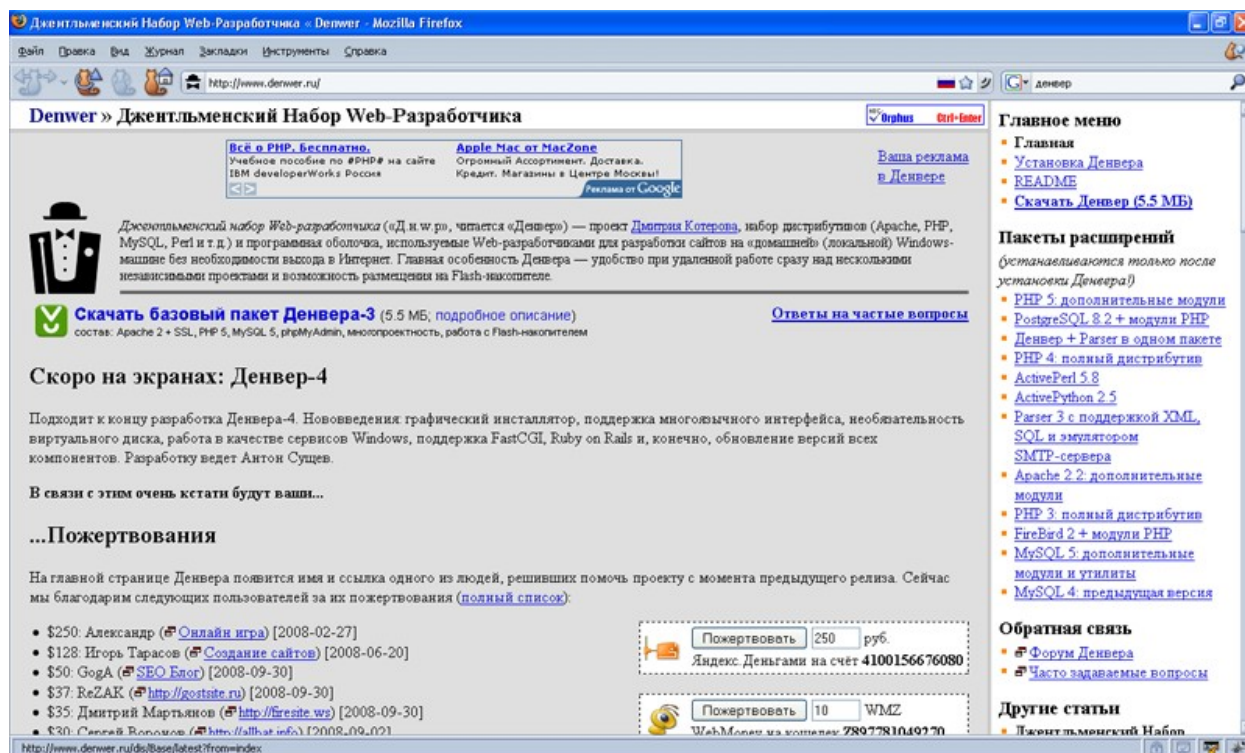 Джентльменский Набор Web-Разработчика « Denwer - Mozilla Firefox
Файл Правка Вид Журнал Закладки Инструменты Справка
http://www.denwer.ru/
денвер
Denwer » Джентльменский Набор Web-Разработчика
Orphus Ctrl+Enter
Всё о PHP. Бесплатно.
Учебное пособие по #PHP# на сайте
IBM developerWorks Россия
Apple Mac от MacZone
Огромный Ассортимент. Доставка.
Кредит. Магазины в Центре Москвы!
Реклама от Google
Ваша реклама
в Денвере
Джентльменский набор Web-разработчика («Д.н.w.р», читается «Денвер») — проект Дмитрия Котерова, набор дистрибутивов (Apache, PHP,
MySQL, Perl и т.д.) и программная оболочка, используемые Web-разработчиками для разработки сайтов на «домашней» (локальной) Windows-
машине без необходимости выхода в Интернет. Главная особенность Денвера — удобство при удаленной работе сразу над несколькими
независимыми проектами и возможность размещения на Flash-накопителе.
Скачать базовый пакет Денвера-3 (5.5 МБ; подробное описание)
состав: Apache 2 + SSL, PHP 5, MySQL 5, phpMyAdmin, многопроектность, работа с Flash-накопителем
Ответы на частые вопросы
Скоро на экранах: Денвер-4
Подходит к концу разработка Денвера-4. Нововведения: графический инсталлятор, поддержка многоязычного интерфейса, необязательность
виртуального диска, работа в качестве сервисов Windows, поддержка FastCGI, Ruby on Rails и, конечно, обновление версий всех
компонентов. Разработку ведет Антон Сущев.
В связи с этим очень кстати будут ваши...
...Пожертвования
На главной странице Денвера появится имя и ссылка одного из людей, решивших помочь проекту с момента предыдущего релиза. Сейчас
мы благодарим следующих пользователей за их пожертвования (полный список):
• $250: Александр (Онлайн игра) [2008-02-27]
• $128: Игорь Тарасов (Создание сайтов) [2008-06-20]
• $50: GogA (SEO Блог) [2008-09-30]
• $37: ReZAK (http://gostsite.ru) [2008-09-30]
• $35: Дмитрий Мартьянов (http://firesite.ws) [2008-09-30]
• $30: Сергей Воронов (http://allbat.info) [2008-09-02]
Пожертвовать 250 руб.
Яндекс.Деньгами на счёт 4100156676080
Пожертвовать 10 WMZ
WebMoney на кошелек Z897781049270
Главное меню
Главная
Установка Денвера
README
Скачать Денвер (5.5 МБ)
Пакеты расширений
(устанавливаются только после
установки Денвера!)
PHP 5: дополнительные модули
PostgreSQL 8.2 + модули PHP
Денвер + Parser в одном пакете
PHP 4: полный дистрибутив
ActivePerl 5.8
ActivePython 2.5
Parser 3 с поддержкой XML,
SQL и эмулятором
SMTP-сервера
Apache 2.2: дополнительные
модули
PHP 3: полный дистрибутив
FireBird 2 + модули PHP
MySQL 5: дополнительные
модули и утилиты
MySQL 4: предыдущая версия
Обратная связь
Форум Денвера
Часто задаваемые вопросы
Другие статьи
Джентльменский Набор
http://www.denwer.ru/dis/Base/latest?from=index